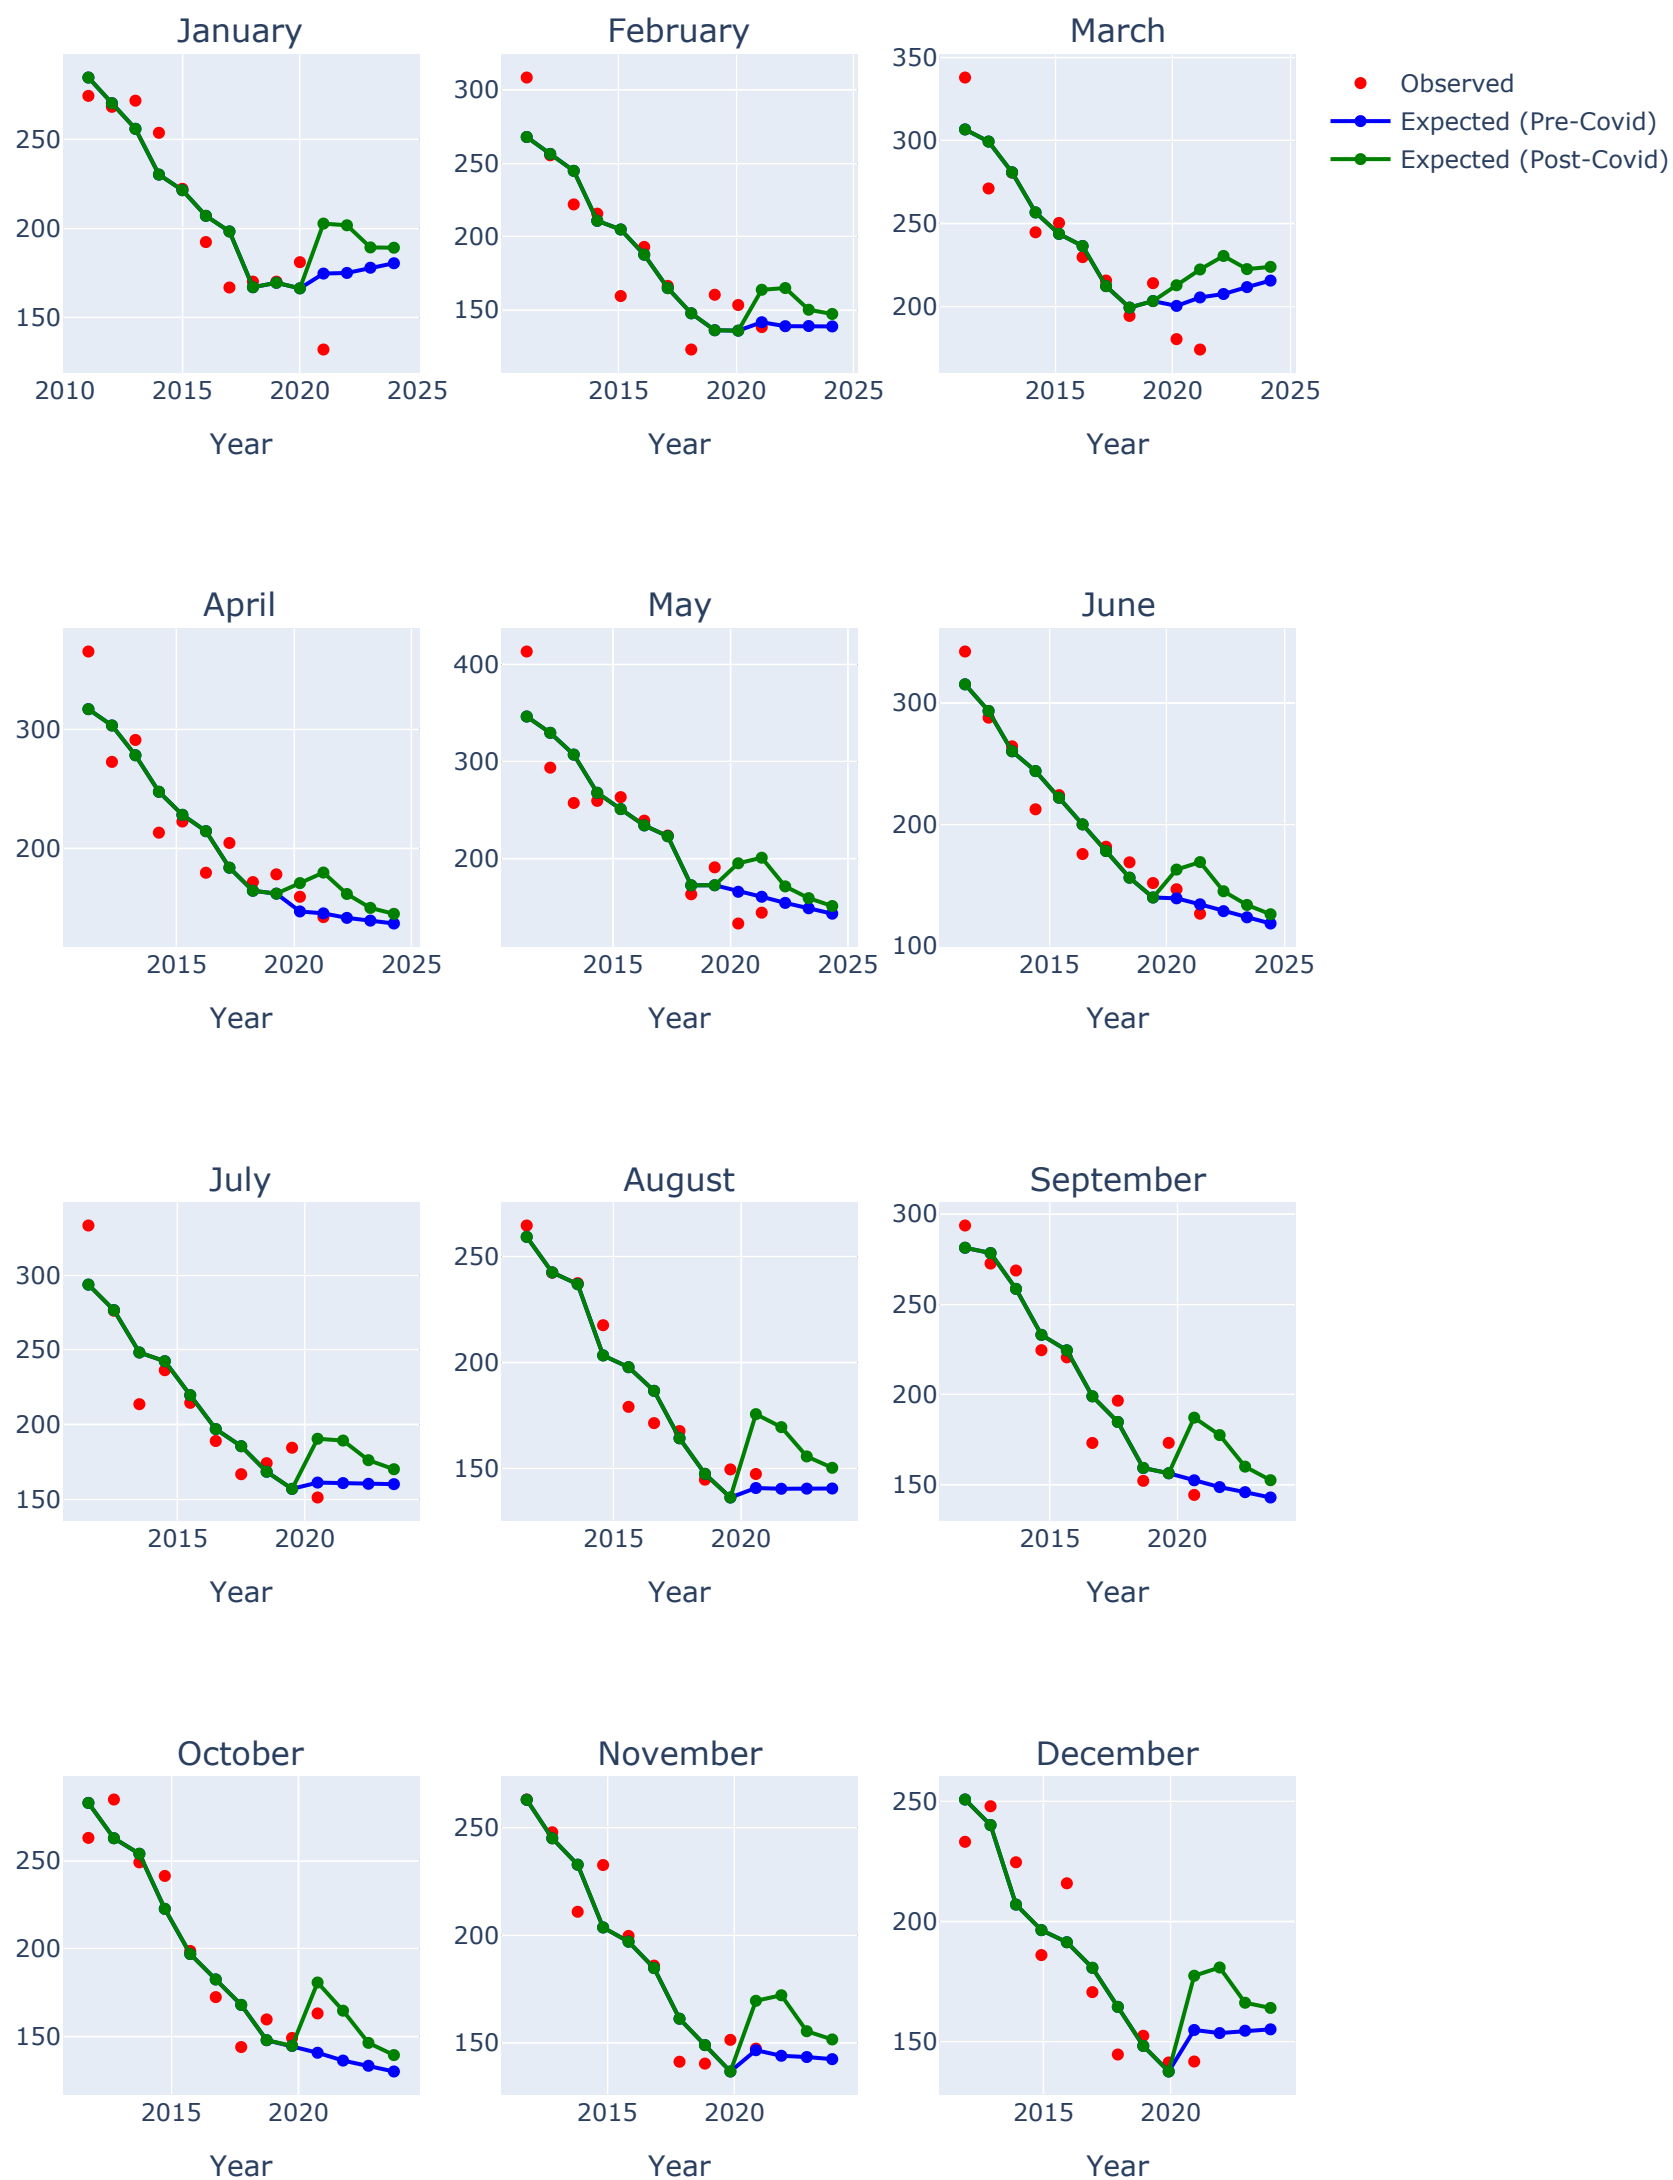 January February March
350
300
250
200
300
250
200
150
250
200
150
2010 2015 2020 2025
2015 2020 2025
2015 2020 2025
Year Year Year
Observed
Expected (Pre-Covid)
Expected (Post-Covid)
April May June
300
200
400
300
200
300
200
100
2015 2020 2025
2015 2020 2025
2015 2020 2025
Year Year Year
July August September
300
250
200
150
250
200
150
300
250
200
150
2015 2020
2015 2020
2015 2020
Year Year Year
October November December
250
200
150
250
200
150
250
200
150
2015 2020
2015 2020
2015 2020
Year Year Year